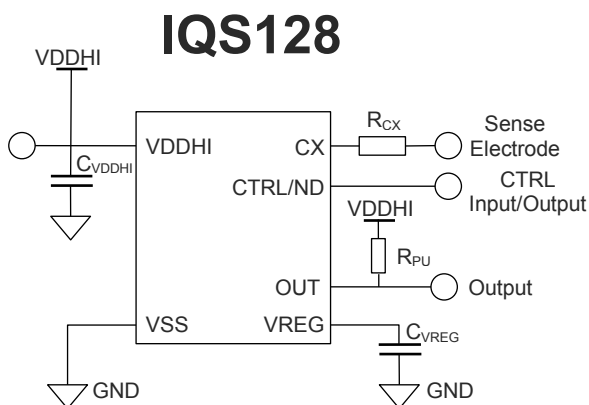 IQS128
VDDHI
VDDHI
CVDDHI
CX
RCX
Sense
Electrode
CTRL/ND
CTRL
Input/Output
VDDHI
RPU
OUT
Output
VSS
VREG
CVREG
GND
GND